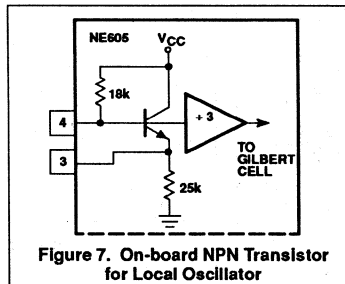 NE605
VCC
18k
4
+ 3
3
TO
GILBERT
CELL
25k
Figure 7. On-board NPN Transistor
for Local Oscillator